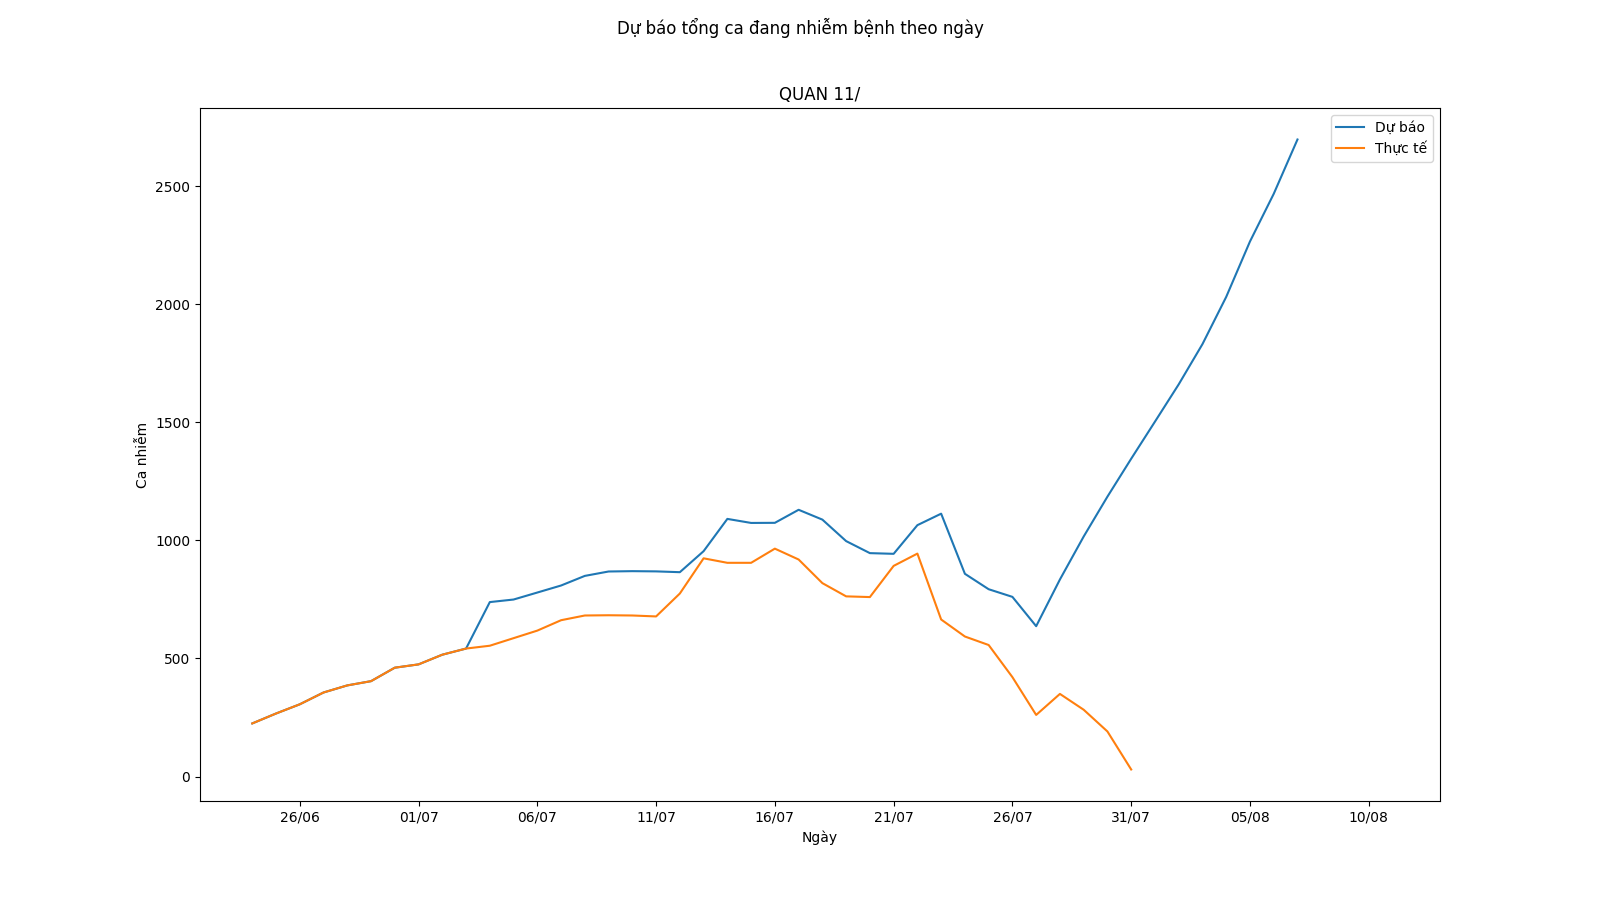 Dự báo tổng ca đang nhiễm bệnh theo ngày
QUAN 11/
Dự báo
Thực tế
2500
2000
1500
1000
500
0
Ca nhiễm
26/06 01/07 06/07 11/07 16/07 21/07 26/07 31/07 05/08 10/08
Ngày